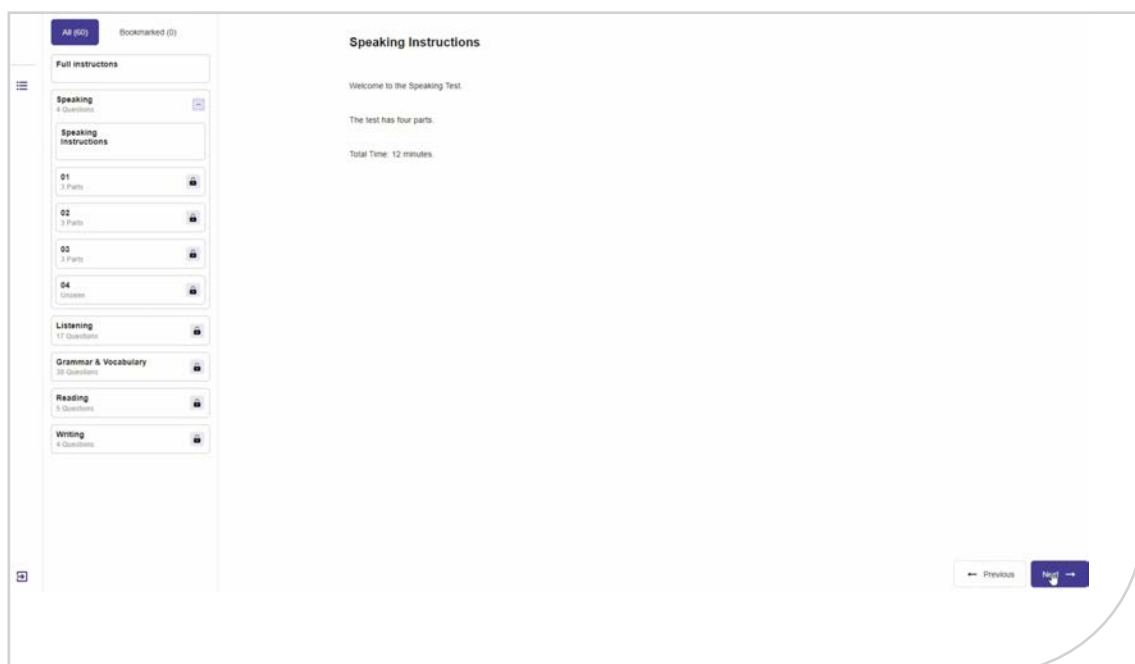 All (60)
Bookmarked (0)
Full instructons
Speaking
4 Questions
Speaking
Instructions
01
3 Parts
02
3 Parts
03
3 Parts
04
Listening
17 Questions
Grammar & Vocabulary
30 Questions
Reading
5 Questions
Writing
4 Questions
Speaking Instructions
Welcome to the Speaking Test.
The test has four parts.
Total Time: 12 minutes.
← Previous
Next →